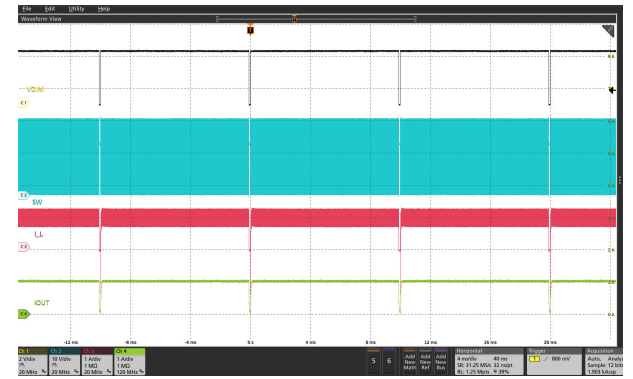 File Edit Utility Help
Waveform View
T
VDIM
C1
C2
SW
I_L
C3
IOUT
C4
-12 ms -8 ms -4 ms 0 s 4 ms 8 ms 12 ms 16 ms 20 ms
Ch 1 Ch 2 Ch 3 Ch 4
2 V/div 10 V/div 1 A/div 1 A/div
1 MΩ 1 MΩ
20 MHz 20 MHz 20 MHz 120 MHz
5 6
Add New Math
Add New Ref
Add New Bus
Horizontal
4 ms/div 40 ms
SR: 31.25 MS/s 32 ns/pt
RL: 1.25 Mpts 39%
Trigger
1 800 mV
Acquisition
Auto, Analy
Sample: 12 bits
1.903 kAcqs